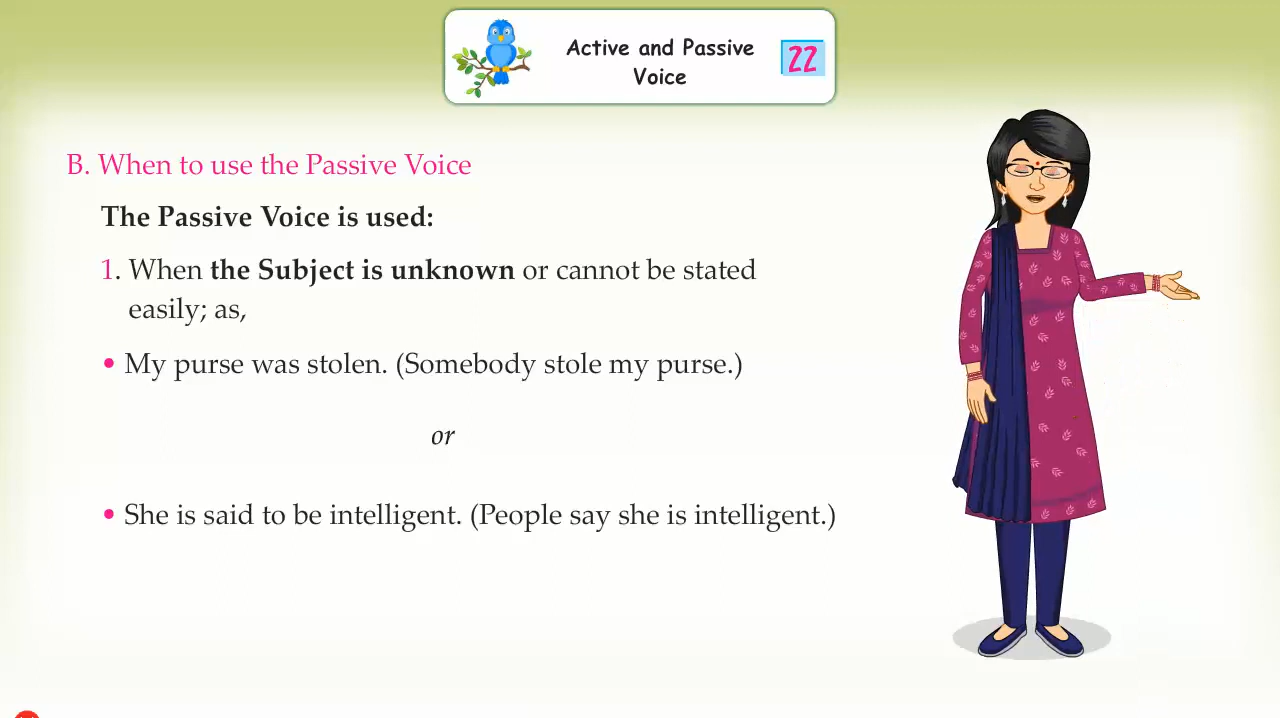 Active and Passive
Voice
22
B. When to use the Passive Voice
The Passive Voice is used:
1. When the Subject is unknown or cannot be stated
easily; as,
• My purse was stolen. (Somebody stole my purse.)
or
• She is said to be intelligent. (People say she is intelligent.)